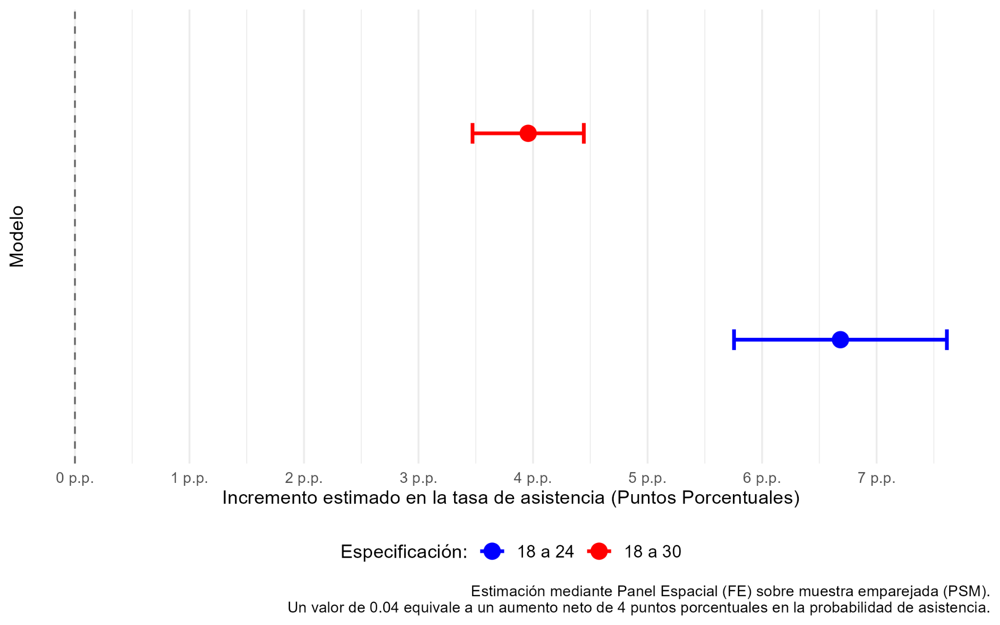 Modelo
0 p.p.
1 p.p.
2 p.p.
3 p.p.
4 p.p.
5 p.p.
6 p.p.
7 p.p.
Incremento estimado en la tasa de asistencia (Puntos Porcentuales)
Especificación:
18 a 24
18 a 30
Estimación mediante Panel Espacial (FE) sobre muestra emparejada (PSM).
Un valor de 0.04 equivale a un aumento neto de 4 puntos porcentuales en la probabilidad de asistencia.